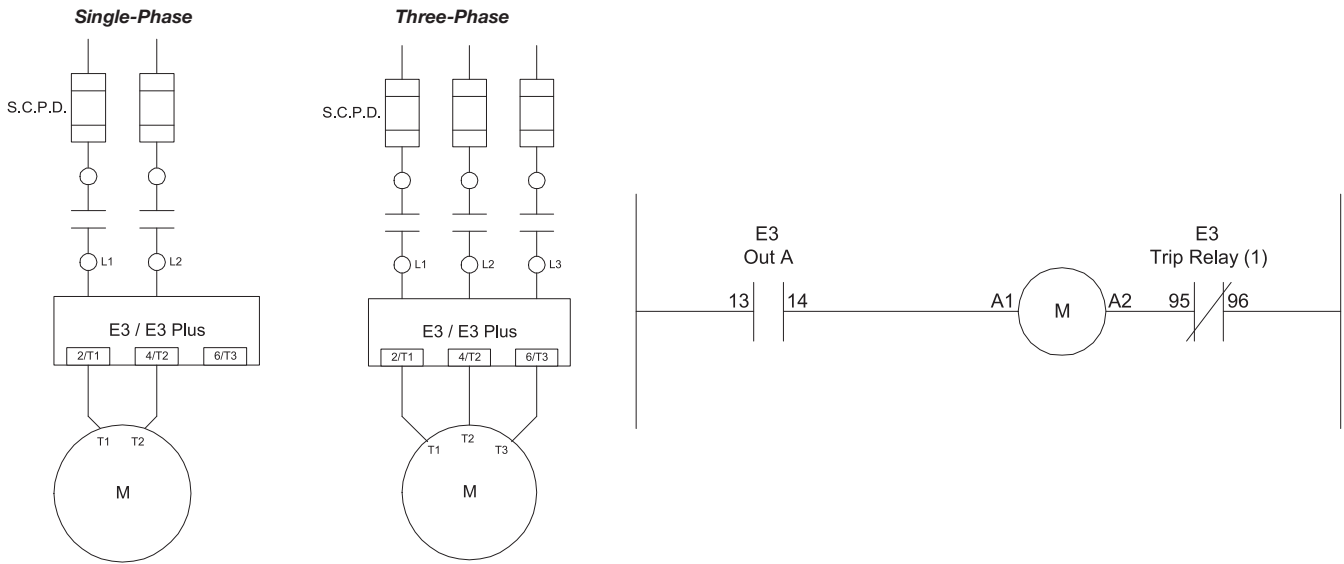 Single-Phase
S.C.P.D.
L1 L2
E3 / E3 Plus
2/T1 4/T2 6/T3
T1 T2
M
Three-Phase
S.C.P.D.
L1 L2 L3
E3 / E3 Plus
2/T1 4/T2 6/T3
T1 T2 T3
M
E3
Out A
13 14
A1 M A2
E3
Trip Relay (1)
95 96